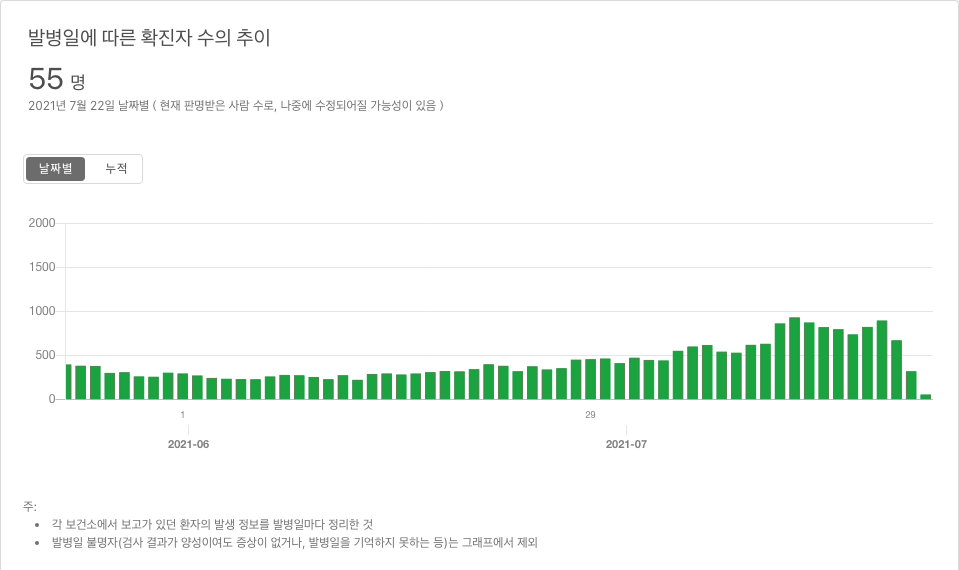 발병일에 따른 확진자 수의 추이
55 명
2021년 7월 22일 날짜별 ( 현재 판명받은 사람 수로, 나중에 수정되어질 가능성이 있음 )
날짜별 누적
2000
1500
1000
500
0
1 29
2021-06 2021-07
주:
• 각 보건소에서 보고가 있던 환자의 발생 정보를 발병일마다 정리한 것
• 발병일 불명자(검사 결과가 양성이여도 증상이 없거나, 발병일을 기억하지 못하는 등)는 그래프에서 제외